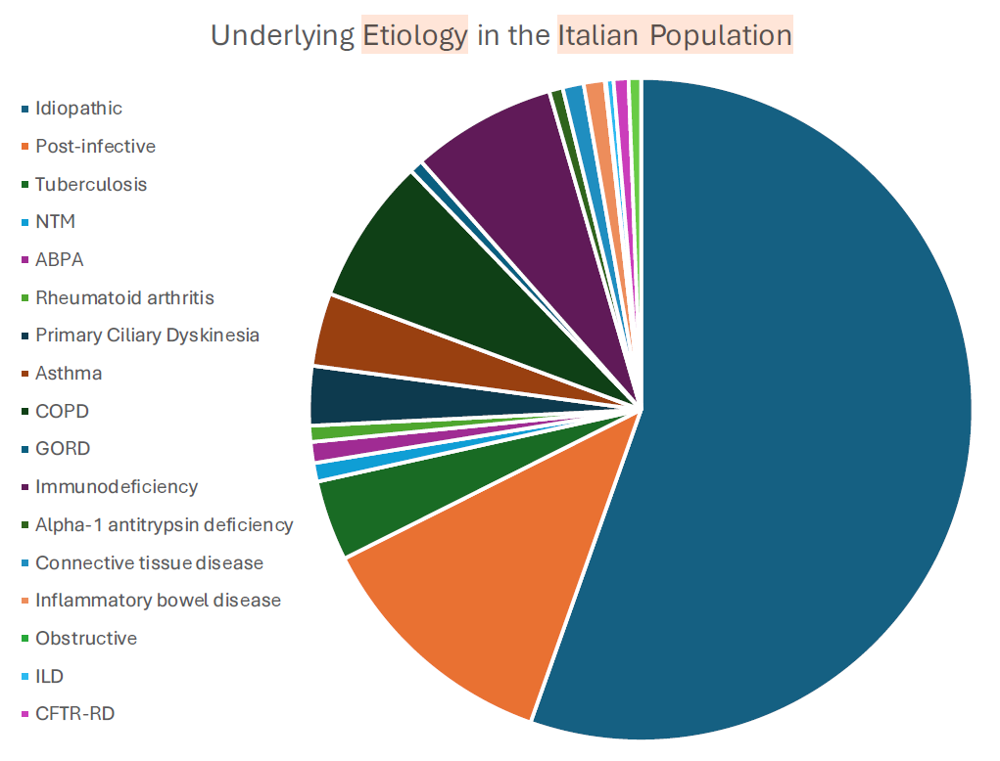 Underlying Etiology in the Italian Population
Idiopathic
Post-infective
Tuberculosis
NTM
ABPA
Rheumatoid arthritis
Primary Ciliary Dyskinesia
Asthma
COPD
GORD
Immunodeficiency
Alpha-1 antitrypsin deficiency
Connective tissue disease
Inflammatory bowel disease
Obstructive
ILD
CFTR-RD